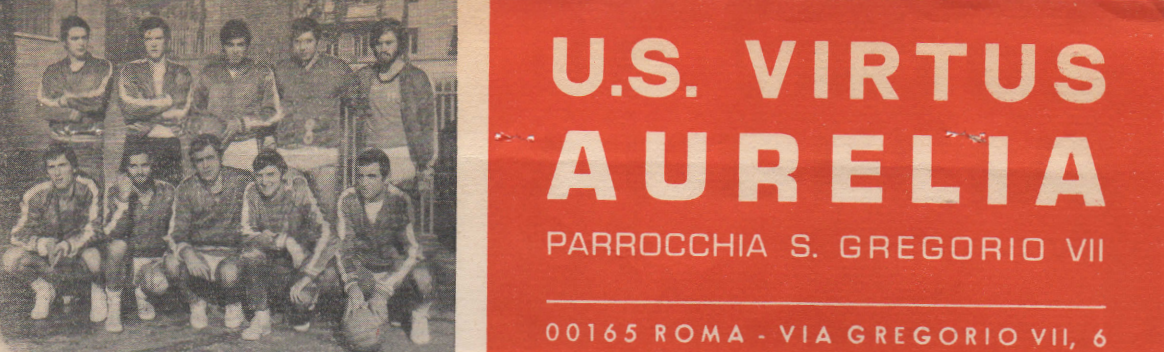 U.S. VIRTUS
AURELIA
PARROCCHIA S. GREGORIO VII
00165 ROMA - VIA GREGORIO VII, 6